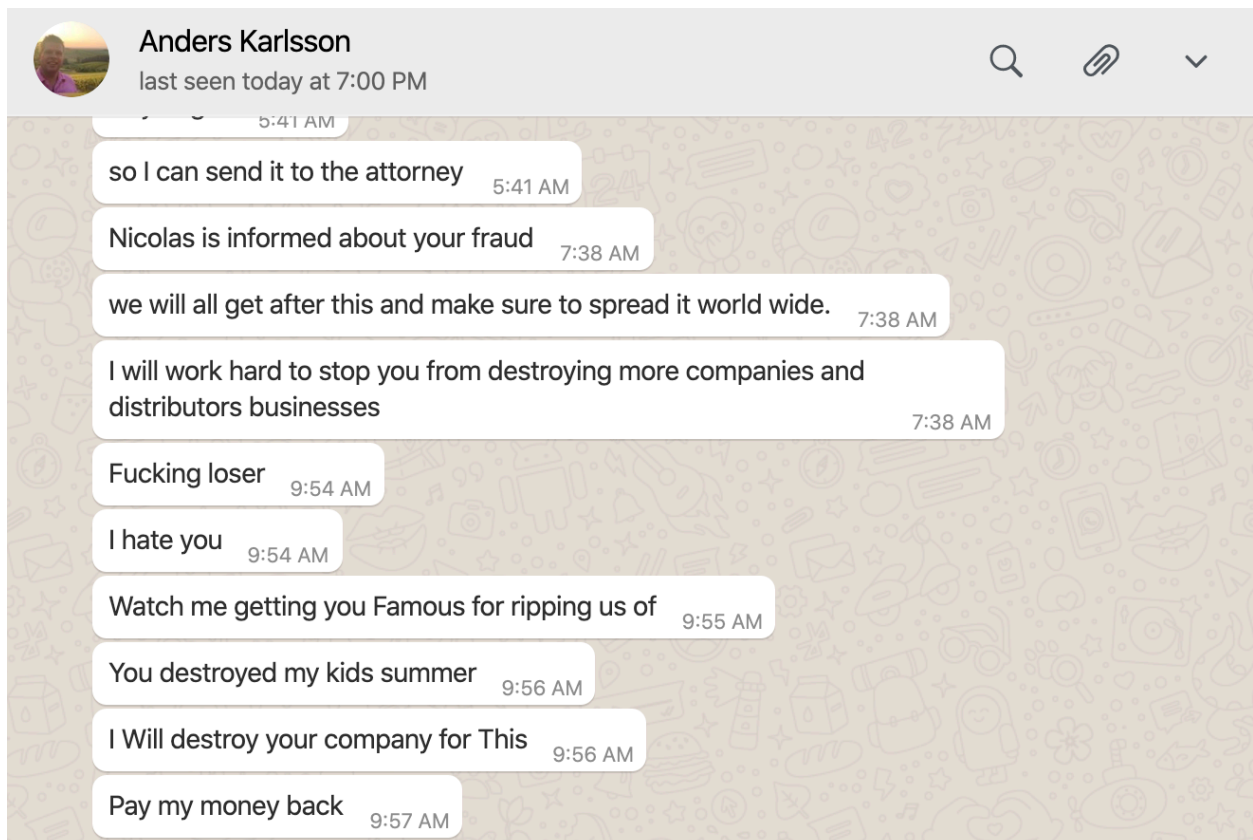 Anders Karlsson
last seen today at 7:00 PM
5:41 AM
so I can send it to the attorney 5:41 AM
Nicolas is informed about your fraud 7:38 AM
we will all get after this and make sure to spread it world wide. 7:38 AM
I will work hard to stop you from destroying more companies and
distributors businesses 7:38 AM
Fucking loser 9:54 AM
I hate you 9:54 AM
Watch me getting you Famous for ripping us of 9:55 AM
You destroyed my kids summer 9:56 AM
I Will destroy your company for This 9:56 AM
Pay my money back 9:57 AM